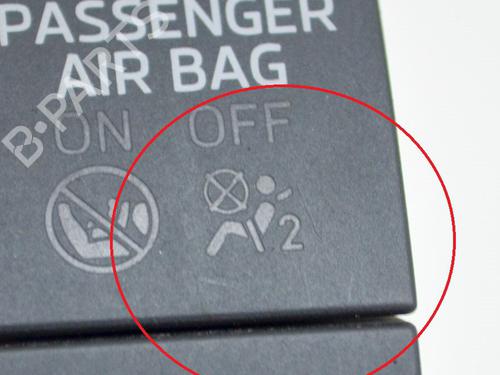 PASSENGER
AIR BAG
ON OFF
2
B-PARTS